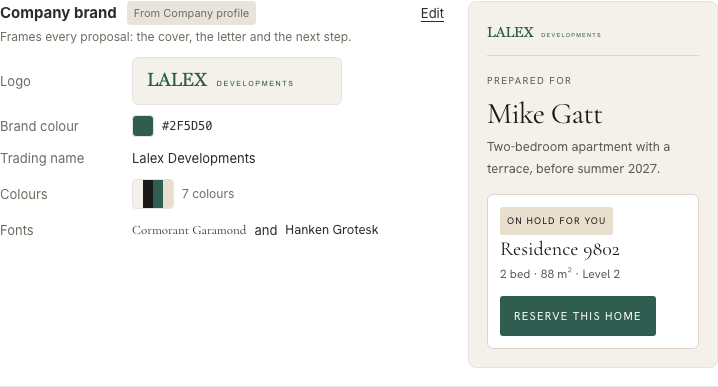 Company brand From Company profile Edit
Frames every proposal: the cover, the letter and the next step.
Logo LALEX DEVELOPMENTS
Brand colour #2F5D50
Trading name Lalex Developments
Colours 7 colours
Fonts Cormorant Garamond and Hanken Grotesk
LALEX DEVELOPMENTS
PREPARED FOR
Mike Gatt
Two-bedroom apartment with a
terrace, before summer 2027.
ON HOLD FOR YOU
Residence 9802
2 bed · 88 m² · Level 2
RESERVE THIS HOME